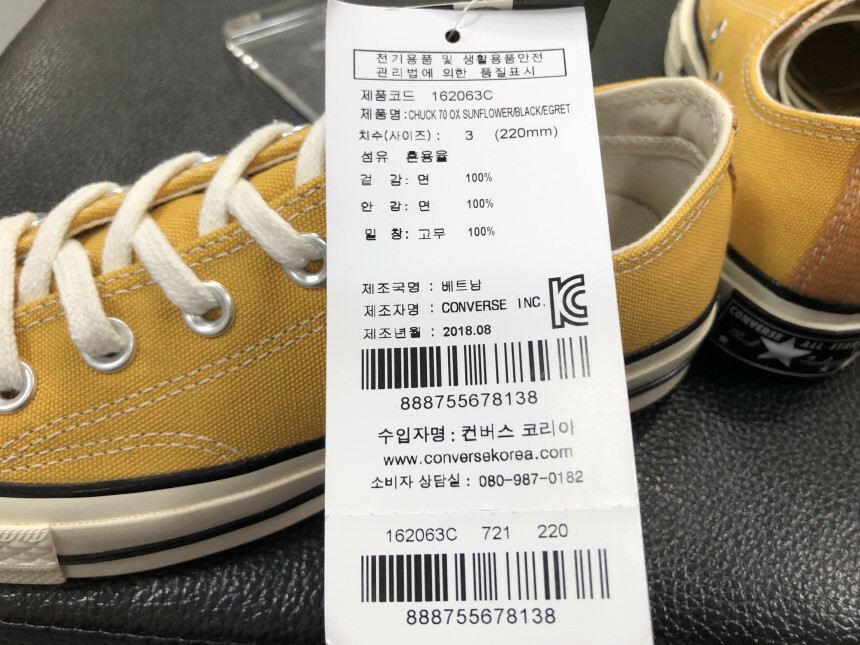 전기용품 및 생활용품안전
관리법에 의한 품질표시
제품코드 162063C
제품명:CHUCK 70 OX SUNFLOWER/BLACK/EGRET
치수(사이즈) : 3 (220mm)
섬유 혼용율
겉 감: 면 100%
안 감: 면 100%
밑 창: 고무 100%
제조국명 : 베트남
제조자명 : CONVERSE INC.
제조년월 : 2018.08
888755678138
수입자명 : 컨버스 코리아
www.conversekorea.com
소비자 상담실 : 080-987-0182
162063C 721 220
888755678138
CONVERSE ALL STAR